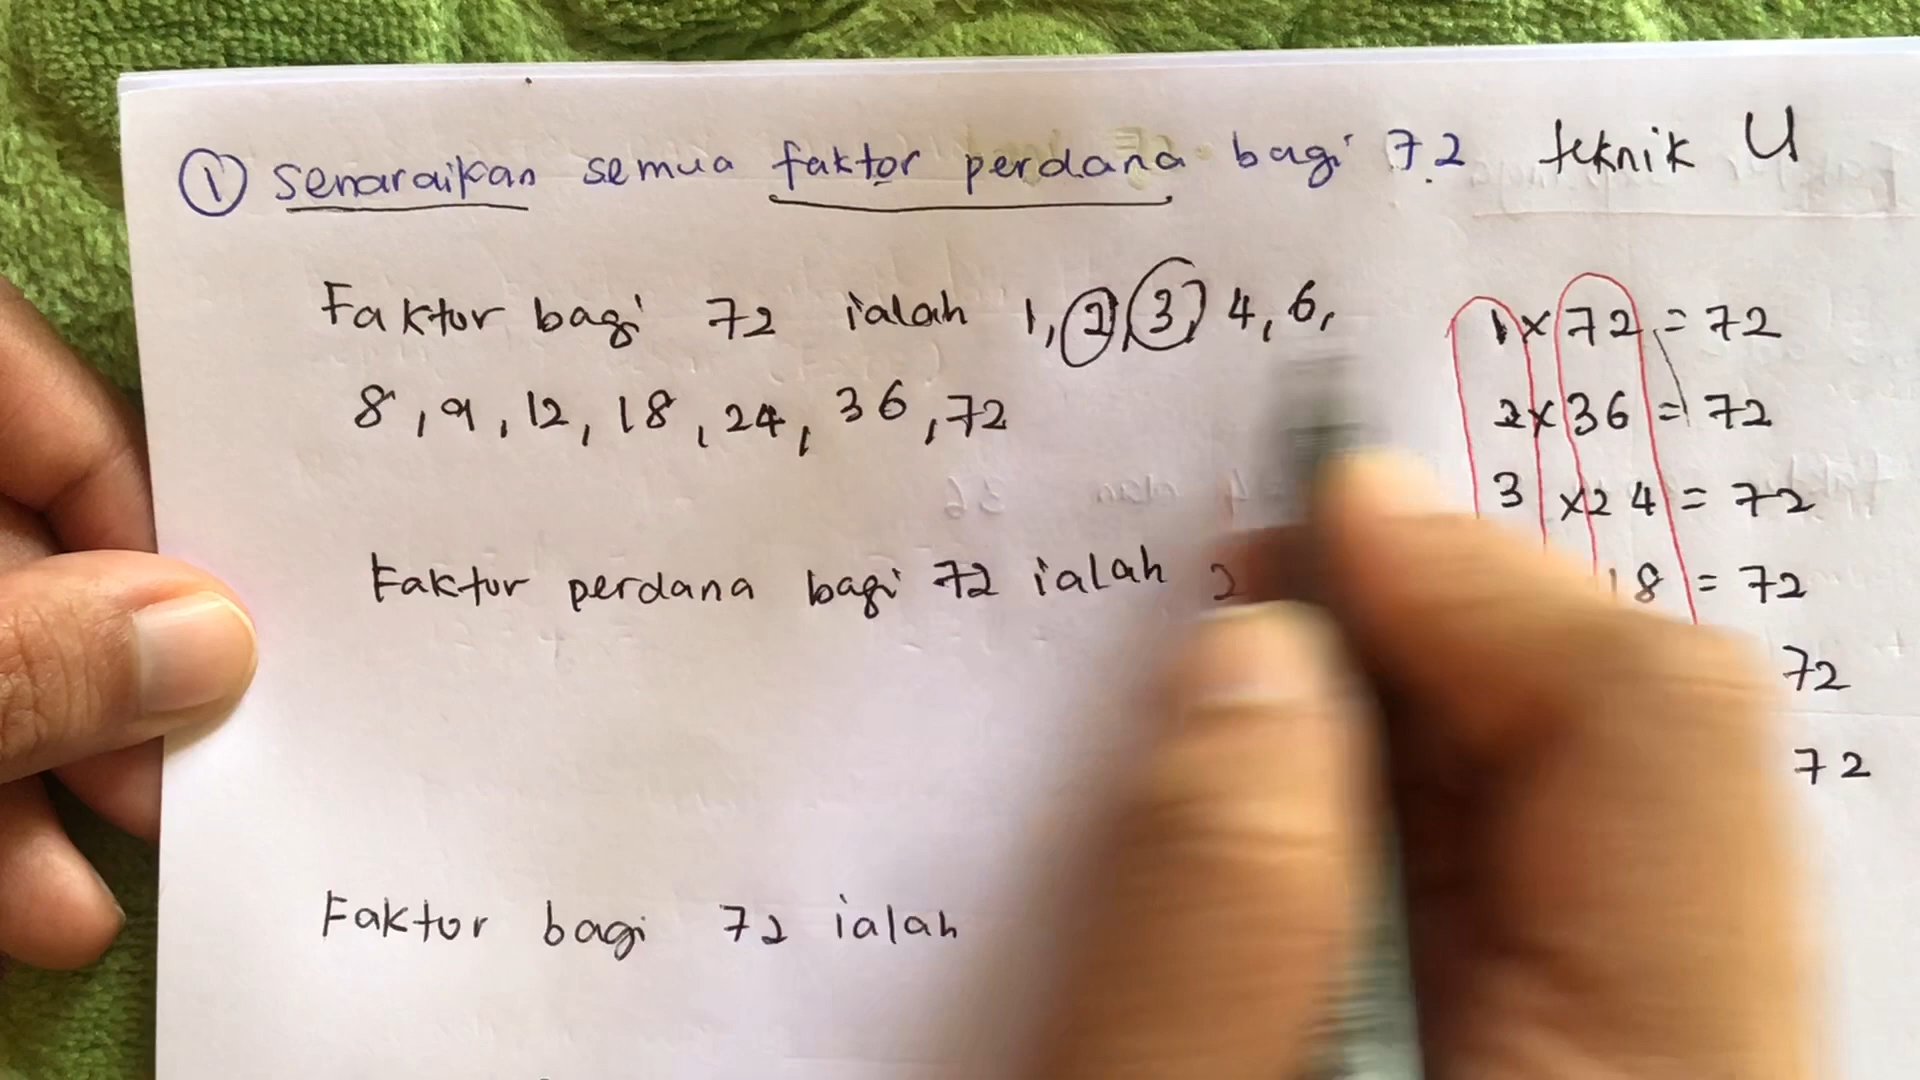 ① Senaraikan semua faktor perdana bagi 72 teknik U
Faktor bagi 72 ialah 1, 2, 3, 4, 6,
8, 9, 12, 18, 24, 36, 72
Faktor perdana bagi 72 ialah 2
Faktor bagi 72 ialah
1 x 72 = 72
2 x 36 = 72
3 x 24 = 72
18 = 72
72
72